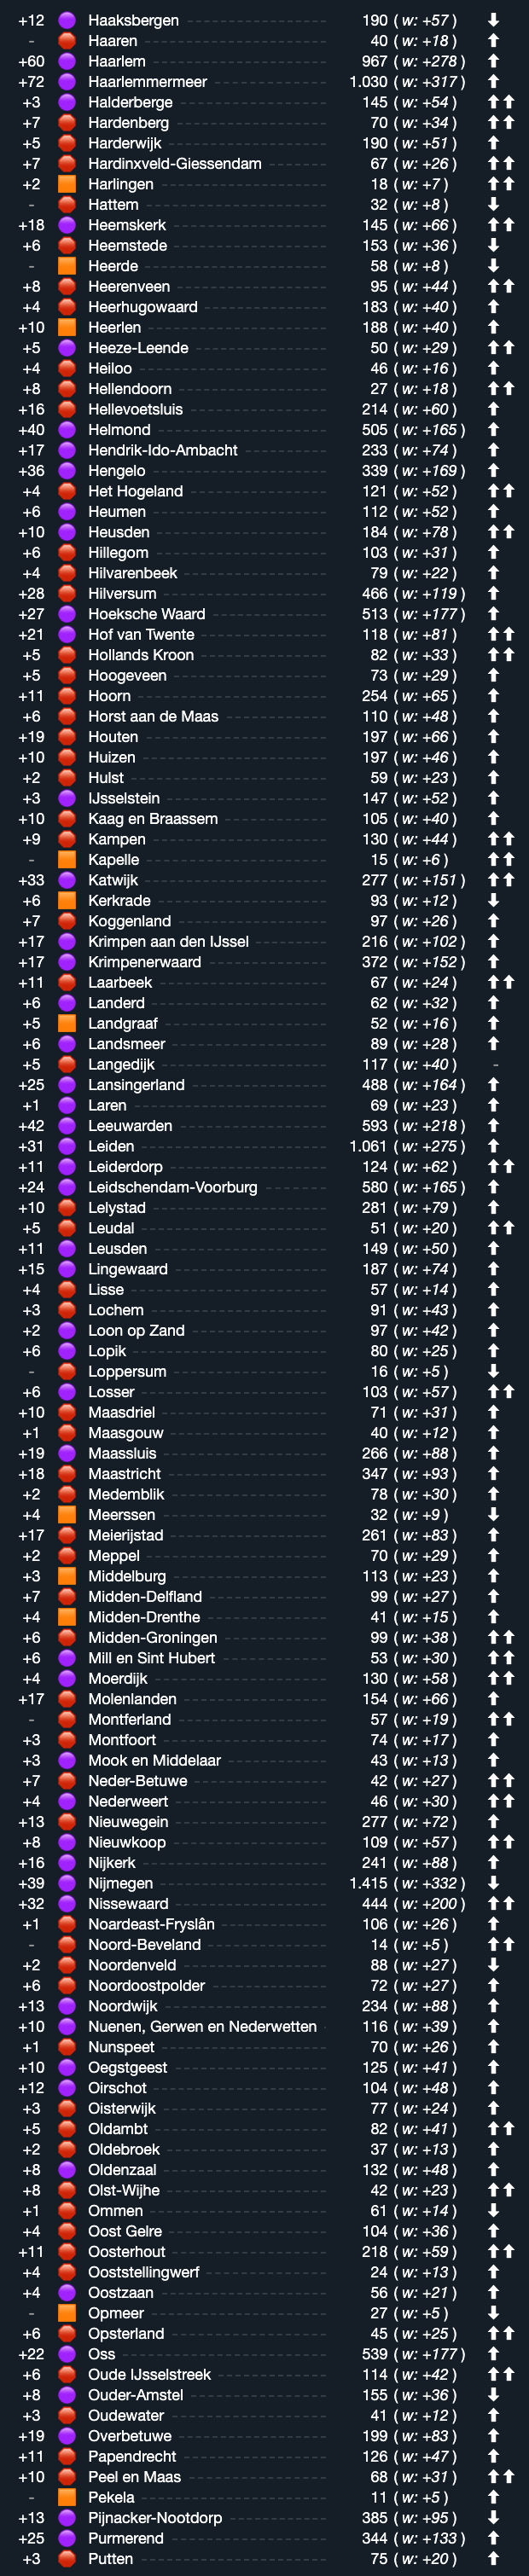 +12 Haaksbergen 190 ( w: +57 )
- Haaren 40 ( w: +18 )
+60 Haarlem 967 ( w: +278 )
+72 Haarlemmermeer 1.030 ( w: +317 )
+3 Halderberge 145 ( w: +54 )
+7 Hardenberg 70 ( w: +34 )
+5 Harderwijk 190 ( w: +51 )
+7 Hardinxveld-Giessendam 67 ( w: +26 )
+2 Harlingen 18 ( w: +7 )
- Hattem 32 ( w: +8 )
+18 Heemskerk 145 ( w: +66 )
+6 Heemstede 153 ( w: +36 )
- Heerde 58 ( w: +8 )
+8 Heerenveen 95 ( w: +44 )
+4 Heerhugowaard 183 ( w: +40 )
+10 Heerlen 188 ( w: +40 )
+5 Heeze-Leende 50 ( w: +29 )
+4 Heiloo 46 ( w: +16 )
+8 Hellendoorn 27 ( w: +18 )
+16 Hellevoetsluis 214 ( w: +60 )
+40 Helmond 505 ( w: +165 )
+17 Hendrik-Ido-Ambacht 233 ( w: +74 )
+36 Hengelo 339 ( w: +169 )
+4 Het Hogeland 121 ( w: +52 )
+6 Heumen 112 ( w: +52 )
+10 Heusden 184 ( w: +78 )
+6 Hillegom 103 ( w: +31 )
+4 Hilvarenbeek 79 ( w: +22 )
+28 Hilversum 466 ( w: +119 )
+27 Hoeksche Waard 513 ( w: +177 )
+21 Hof van Twente 118 ( w: +81 )
+5 Hollands Kroon 82 ( w: +33 )
+5 Hoogeveen 73 ( w: +29 )
+11 Hoorn 254 ( w: +65 )
+6 Horst aan de Maas 110 ( w: +48 )
+19 Houten 197 ( w: +66 )
+10 Huizen 197 ( w: +46 )
+2 Hulst 59 ( w: +23 )
+3 IJsselstein 147 ( w: +52 )
+10 Kaag en Braassem 105 ( w: +40 )
+9 Kampen 130 ( w: +44 )
- Kapelle 15 ( w: +6 )
+33 Katwijk 277 ( w: +151 )
+6 Kerkrade 93 ( w: +12 )
+7 Koggenland 97 ( w: +26 )
+17 Krimpen aan den IJssel 216 ( w: +102 )
+17 Krimpenerwaard 372 ( w: +152 )
+11 Laarbeek 67 ( w: +24 )
+6 Landerd 62 ( w: +32 )
+5 Landgraaf 52 ( w: +16 )
+6 Landsmeer 89 ( w: +28 )
+5 Langedijk 117 ( w: +40 ) -
+25 Lansingerland 488 ( w: +164 )
+1 Laren 69 ( w: +23 )
+42 Leeuwarden 593 ( w: +218 )
+31 Leiden 1.061 ( w: +275 )
+11 Leiderdorp 124 ( w: +62 )
+24 Leidschendam-Voorburg 580 ( w: +165 )
+10 Lelystad 281 ( w: +79 )
+5 Leudal 51 ( w: +20 )
+11 Leusden 149 ( w: +50 )
+15 Lingewaard 187 ( w: +74 )
+4 Lisse 57 ( w: +14 )
+3 Lochem 91 ( w: +43 )
+2 Loon op Zand 97 ( w: +42 )
+6 Lopik 80 ( w: +25 )
- Loppersum 16 ( w: +5 )
+6 Losser 103 ( w: +57 )
+10 Maasdriel 71 ( w: +31 )
+1 Maasgouw 40 ( w: +12 )
+19 Maassluis 266 ( w: +88 )
+18 Maastricht 347 ( w: +93 )
+2 Medemblik 78 ( w: +30 )
+4 Meerssen 32 ( w: +9 )
+17 Meierijstad 261 ( w: +83 )
+2 Meppel 70 ( w: +29 )
+3 Middelburg 113 ( w: +23 )
+7 Midden-Delfland 99 ( w: +27 )
+4 Midden-Drenthe 41 ( w: +15 )
+6 Midden-Groningen 99 ( w: +38 )
+6 Mill en Sint Hubert 53 ( w: +30 )
+4 Moerdijk 130 ( w: +58 )
+17 Molenlanden 154 ( w: +66 )
- Montferland 57 ( w: +19 )
+3 Montfoort 74 ( w: +17 )
+3 Mook en Middelaar 43 ( w: +13 )
+7 Neder-Betuwe 42 ( w: +27 )
+4 Nederweert 46 ( w: +30 )
+13 Nieuwegein 277 ( w: +72 )
+8 Nieuwkoop 109 ( w: +57 )
+16 Nijkerk 241 ( w: +88 )
+39 Nijmegen 1.415 ( w: +332 )
+32 Nissewaard 444 ( w: +200 )
+1 Noardeast-Fryslân 106 ( w: +26 )
- Noord-Beveland 14 ( w: +5 )
+2 Noordenveld 88 ( w: +27 )
+6 Noordoostpolder 72 ( w: +27 )
+13 Noordwijk 234 ( w: +88 )
+10 Nuenen, Gerwen en Nederwetten 116 ( w: +39 )
+1 Nunspeet 70 ( w: +26 )
+10 Oegstgeest 125 ( w: +41 )
+12 Oirschot 104 ( w: +48 )
+3 Oisterwijk 77 ( w: +24 )
+5 Oldambt 82 ( w: +41 )
+2 Oldebroek 37 ( w: +13 )
+8 Oldenzaal 132 ( w: +48 )
+8 Olst-Wijhe 42 ( w: +23 )
+1 Ommen 61 ( w: +14 )
+4 Oost Gelre 104 ( w: +36 )
+11 Oosterhout 218 ( w: +59 )
+4 Ooststellingwerf 24 ( w: +13 )
+4 Oostzaan 56 ( w: +21 )
- Opmeer 27 ( w: +5 )
+6 Opsterland 45 ( w: +25 )
+22 Oss 539 ( w: +177 )
+6 Oude IJsselstreek 114 ( w: +42 )
+8 Ouder-Amstel 155 ( w: +36 )
+3 Oudewater 41 ( w: +12 )
+19 Overbetuwe 199 ( w: +83 )
+11 Papendrecht 126 ( w: +47 )
+10 Peel en Maas 68 ( w: +31 )
- Pekela 11 ( w: +5 )
+13 Pijnacker-Nootdorp 385 ( w: +95 )
+25 Purmerend 344 ( w: +133 )
+3 Putten 75 ( w: +20 )